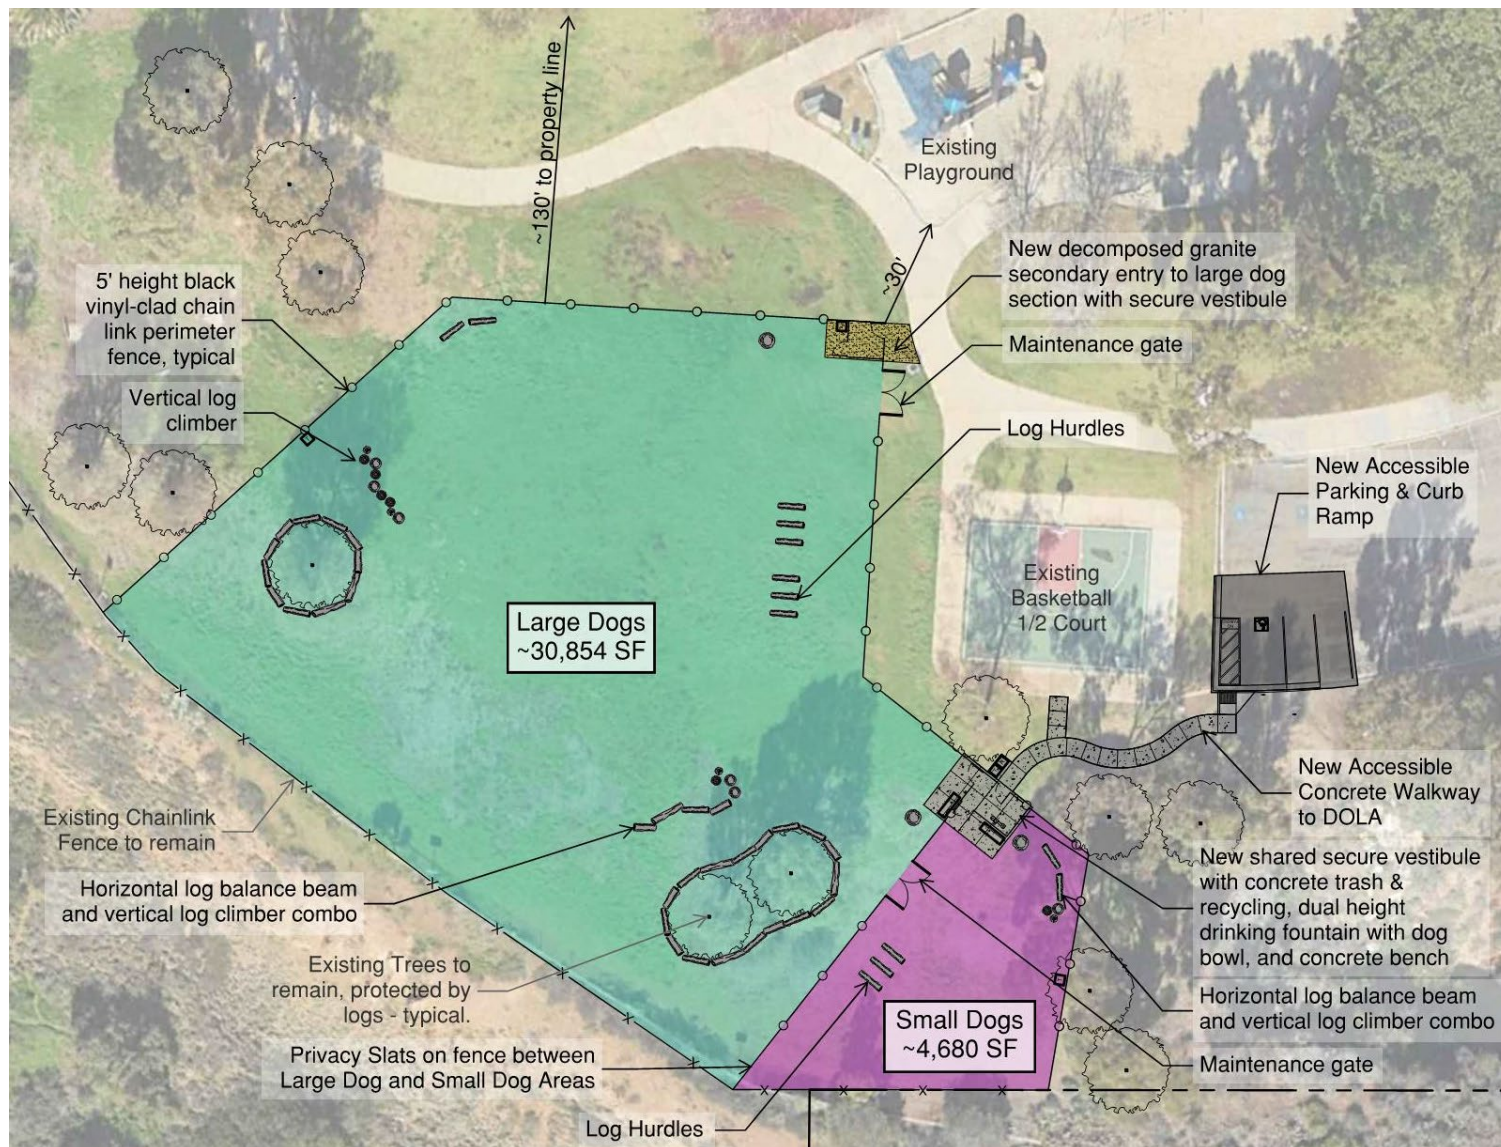 ~130' to property line
Existing
Playground
~30'
New decomposed granite
secondary entry to large dog
section with secure vestibule
5' height black
vinyl-clad chain
link perimeter
fence, typical
Maintenance gate
Vertical log
climber
Log Hurdles
New Accessible
Parking & Curb
Ramp
Existing
Basketball
1/2 Court
Large Dogs
~30,854 SF
New Accessible
Concrete Walkway
to DOLA
Existing Chainlink
Fence to remain
New shared secure vestibule
with concrete trash &
recycling, dual height
drinking fountain with dog
bowl, and concrete bench
Horizontal log balance beam
and vertical log climber combo
Existing Trees to
remain, protected by
logs - typical.
Horizontal log balance beam
and vertical log climber combo
Small Dogs
~4,680 SF
Privacy Slats on fence between
Large Dog and Small Dog Areas
Maintenance gate
Log Hurdles